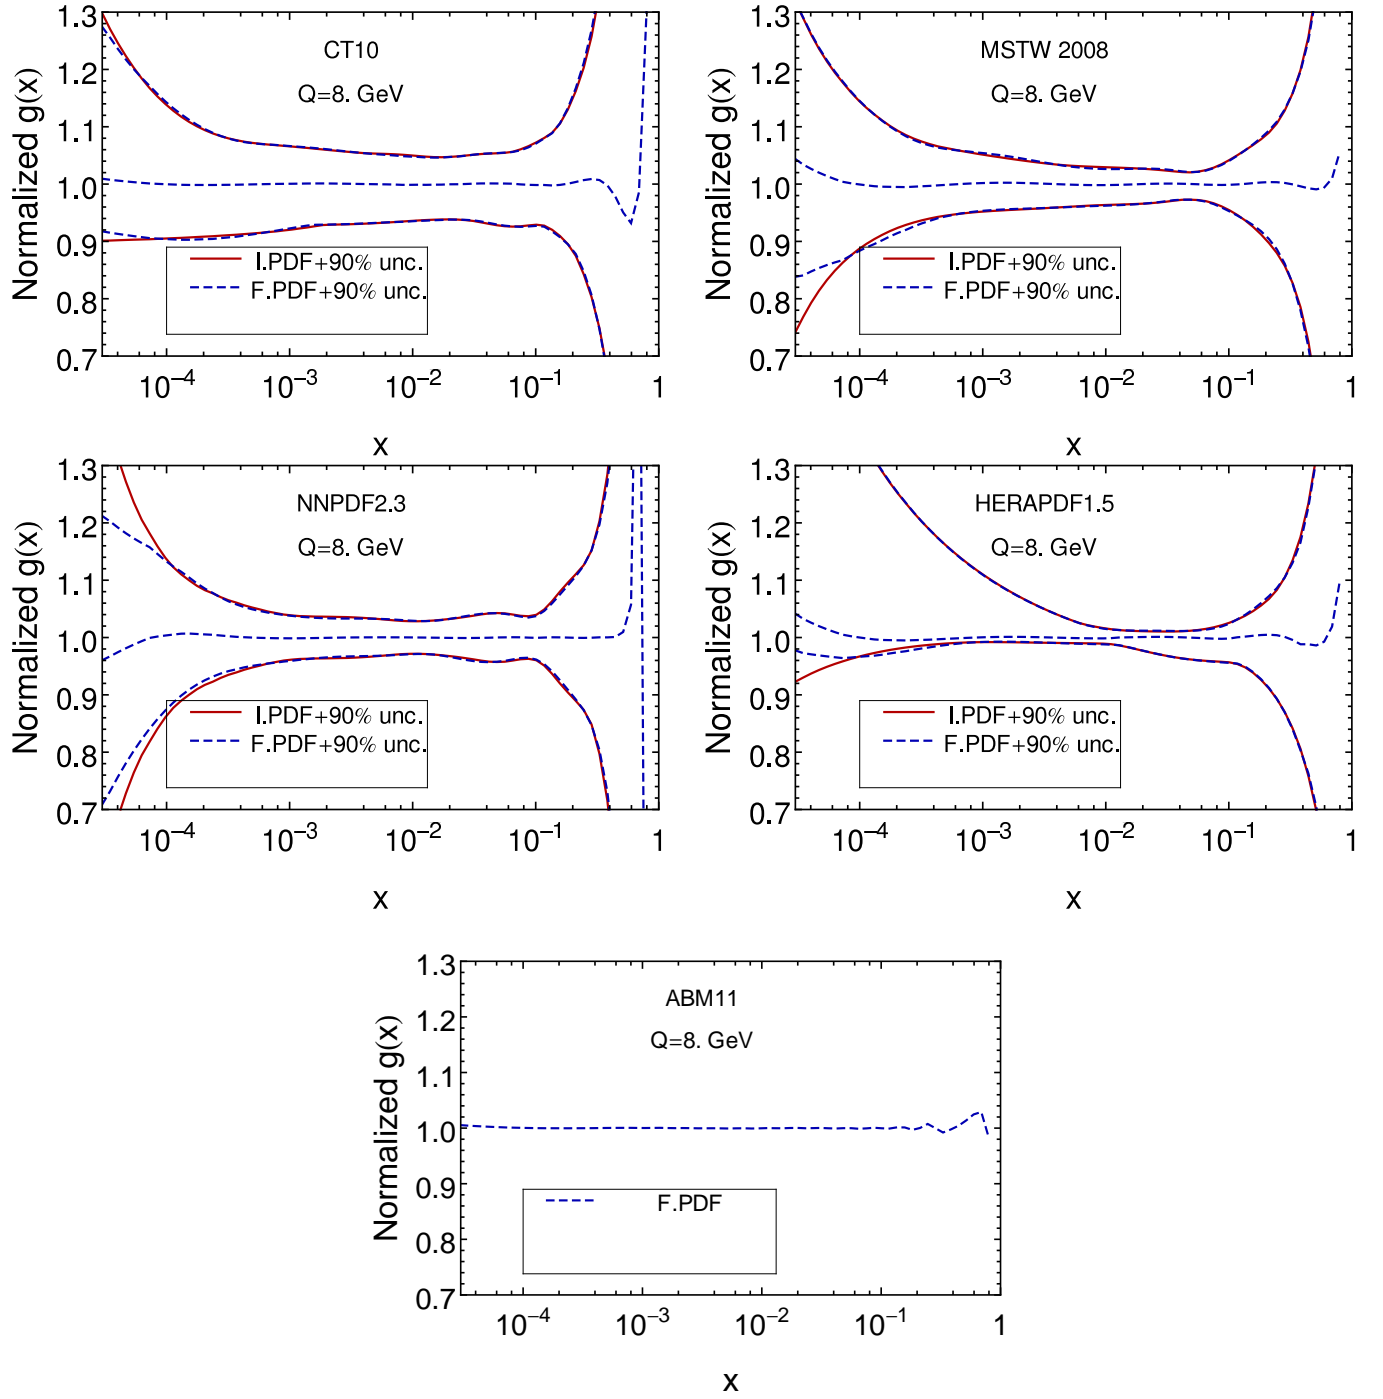 1.3
1.2
1.1
1.0
0.9
0.8
0.7
Normalized g(x)
CT10
Q=8. GeV
I.PDF+90% unc.
F.PDF+90% unc.
10−4
10−3
10−2
10−1
1
x
1.3
1.2
1.1
1.0
0.9
0.8
0.7
Normalized g(x)
MSTW 2008
Q=8. GeV
I.PDF+90% unc.
F.PDF+90% unc.
10−4
10−3
10−2
10−1
1
x
1.3
1.2
1.1
1.0
0.9
0.8
0.7
Normalized g(x)
NNPDF2.3
Q=8. GeV
I.PDF+90% unc.
F.PDF+90% unc.
10−4
10−3
10−2
10−1
1
x
1.3
1.2
1.1
1.0
0.9
0.8
0.7
Normalized g(x)
HERAPDF1.5
Q=8. GeV
I.PDF+90% unc.
F.PDF+90% unc.
10−4
10−3
10−2
10−1
1
x
1.3
1.2
1.1
1.0
0.9
0.8
0.7
Normalized g(x)
ABM11
Q=8. GeV
F.PDF
10−4
10−3
10−2
10−1
1
x